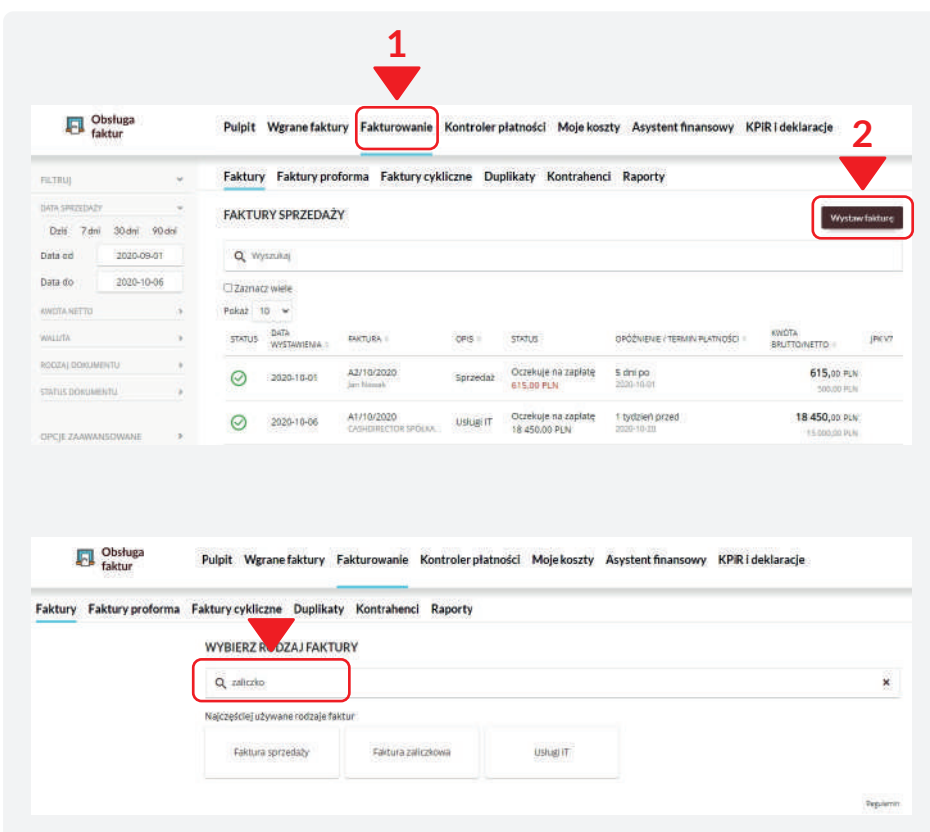 1
Obsługa
faktur
Pulpit Wgrane faktury Fakturowanie Kontroler płatności Moje koszty Asystent finansowy KPiR i deklaracje
2
FILTRUJ
Faktury Faktury proforma Faktury cykliczne Duplikaty Kontrahenci Raporty
DATA SPRZEDAŻY
FAKTURY SPRZEDAŻY
Wystaw fakturę
Dziś 7 dni 30 dni 90 dni
Data od 2020-09-01
Wyszukaj
Data do 2020-10-06
Zaznacz wiele
KWOTA NETTO
Pokaż 10
WALUTA
STATUS DATA WYSTAWIENIA FAKTURA OPIS STATUS OPÓŹNIENIE / TERMIN PŁATNOŚCI KWOTA BRUTTO/NETTO JPK V7
RODZAJ DOKUMENTU
2020-10-01 A2/10/2020 Sprzedaż Oczekuje na zapłatę 5 dni po 615,00 PLN
Jan Nowak 615.00 PLN 2020-10-01 500,00 PLN
STATUS DOKUMENTU
2020-10-06 A1/10/2020 Usługi IT Oczekuje na zapłatę 1 tydzień przed 18 450,00 PLN
CASHDIRECTOR SPÓŁKA... 18 450.00 PLN 2020-10-20 15 000,00 PLN
OPCJE ZAAWANSOWANE
Obsługa
faktur
Pulpit Wgrane faktury Fakturowanie Kontroler płatności Moje koszty Asystent finansowy KPiR i deklaracje
Faktury Faktury proforma Faktury cykliczne Duplikaty Kontrahenci Raporty
WYBIERZ RODZAJ FAKTURY
zaliczko
Najczęściej używane rodzaje faktur
Faktura sprzedaży Faktura zaliczkowa Usługi IT
Regulamin